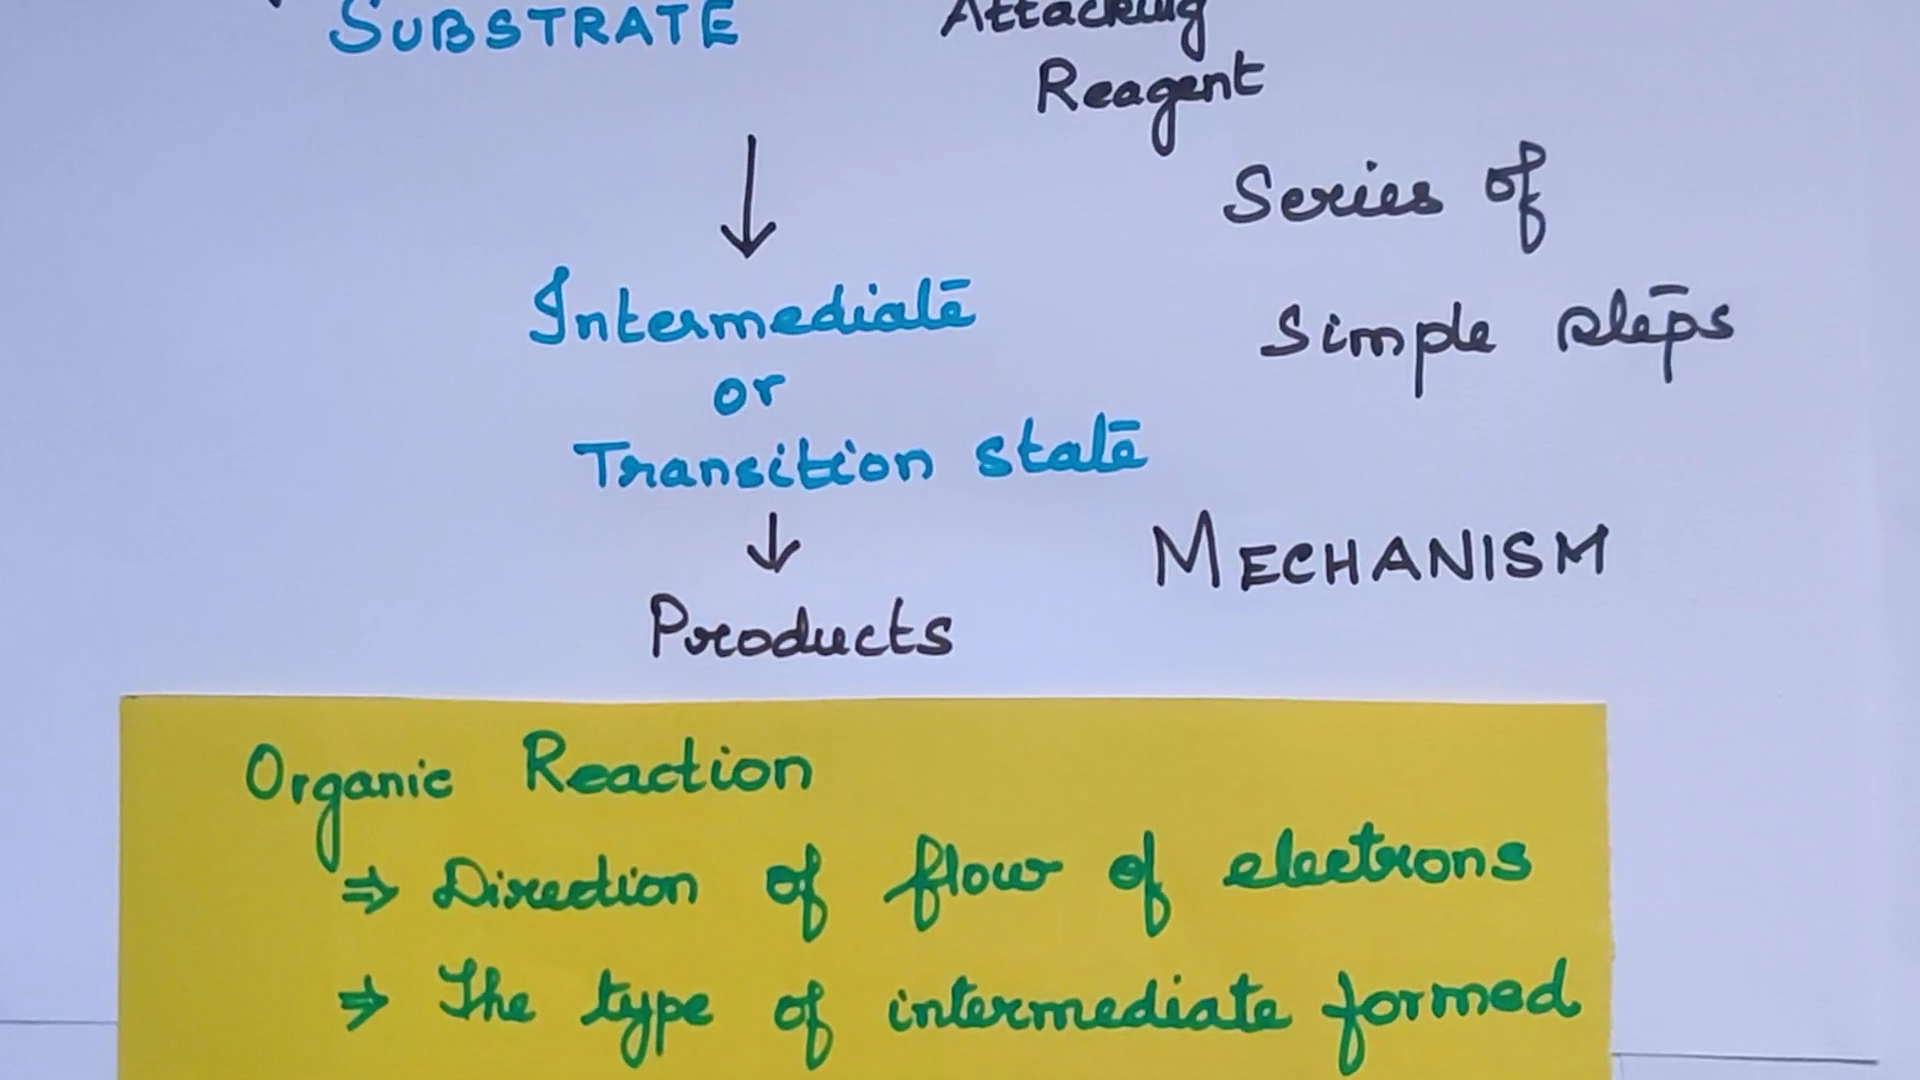 SUBSTRATE Attacking
Reagent
Series of
Simple steps
Intermediate
or
Transition state
MECHANISM
Products
Organic Reaction
⇒ Direction of flow of electrons
⇒ The type of intermediate formed